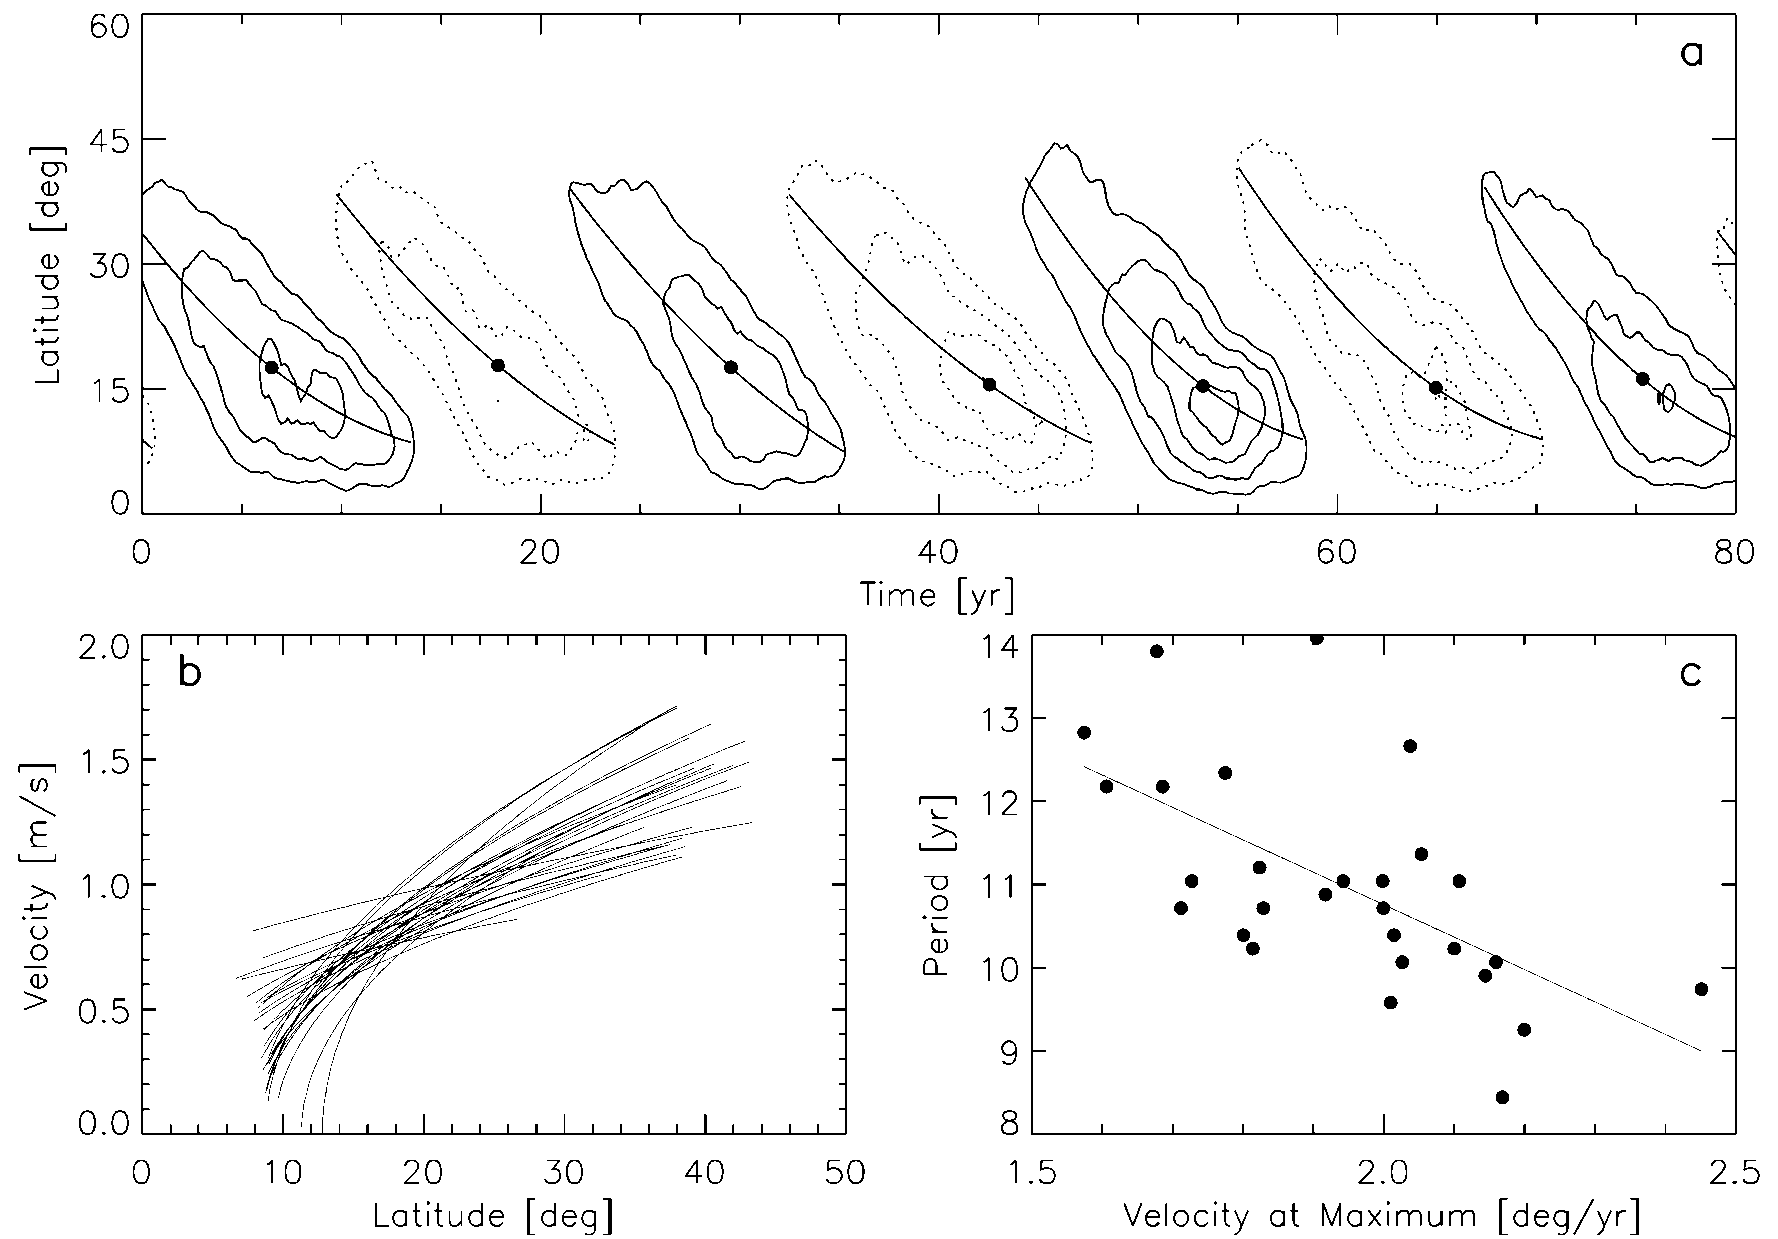 60
a
45
30
15
0
Latitude [deg]
0 20 40 60 80
Time [yr]
2.0
b
1.5
1.0
0.5
0.0
Velocity [m/s]
0 10 20 30 40 50
Latitude [deg]
14
c
13
12
11
10
9
8
Period [yr]
1.5 2.0 2.5
Velocity at Maximum [deg/yr]